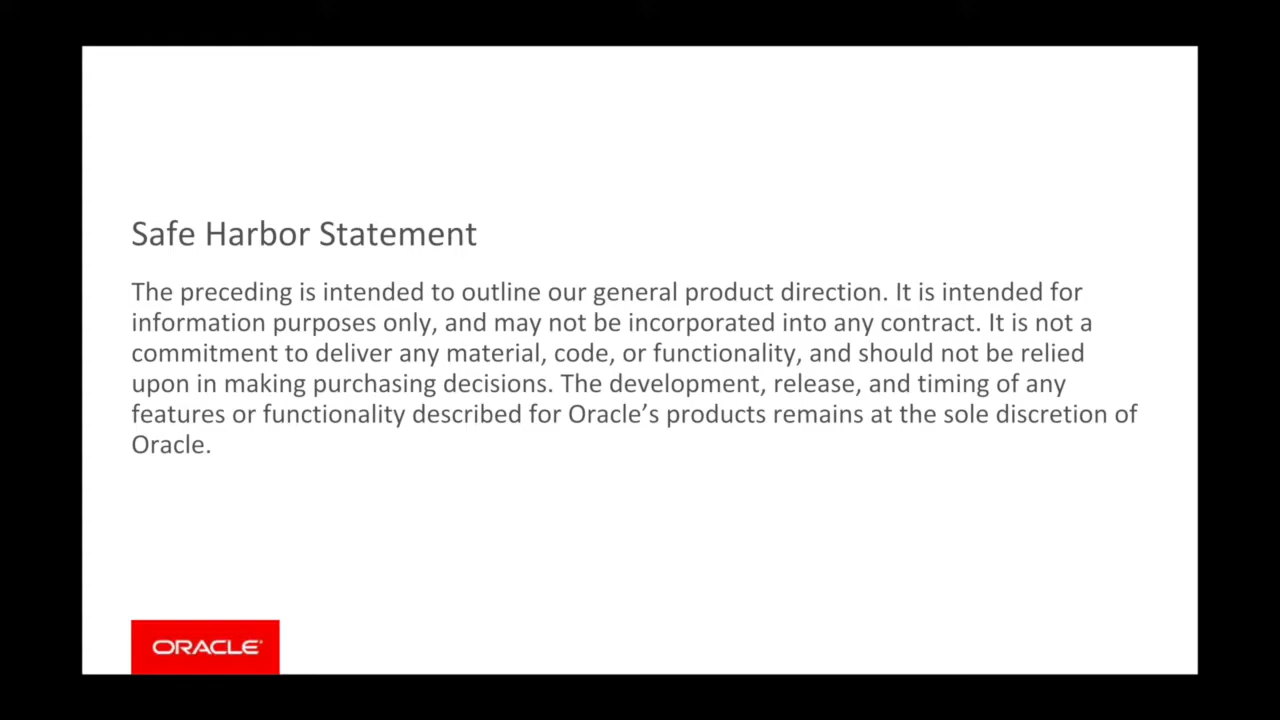 Safe Harbor Statement
The preceding is intended to outline our general product direction. It is intended for
information purposes only, and may not be incorporated into any contract. It is not a
commitment to deliver any material, code, or functionality, and should not be relied
upon in making purchasing decisions. The development, release, and timing of any
features or functionality described for Oracle’s products remains at the sole discretion of
Oracle.
ORACLE